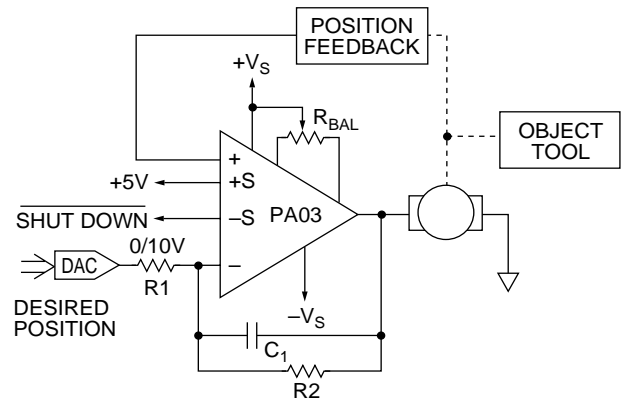 POSITION
FEEDBACK
+VS
RBAL
OBJECT
TOOL
+
+5V
+S
SHUT DOWN
–S
PA03
0/10V
–
DAC
R1
DESIRED
POSITION
–VS
C1
R2